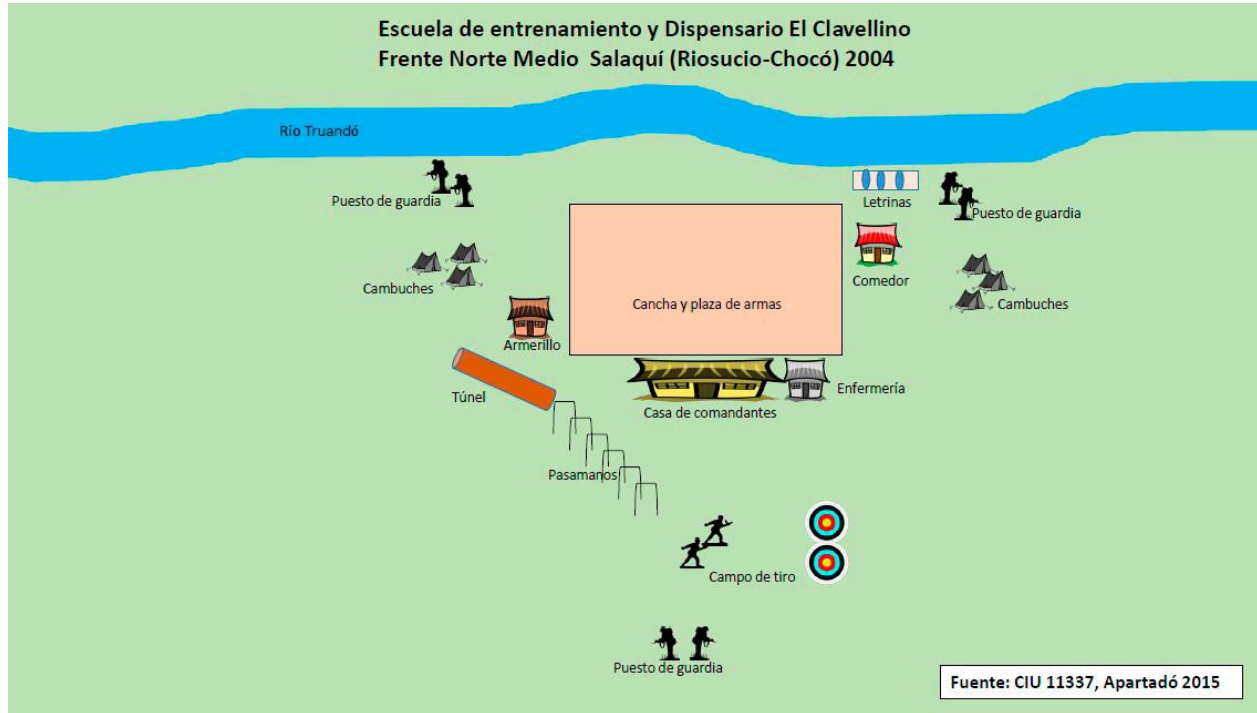 Escuela de entrenamiento y Dispensario El Clavellino
Frente Norte Medio Salaquí (Riosucio-Chocó) 2004
Río Truandó
Puesto de guardia
Letrinas
Puesto de guardia
Cambuches
Comedor
Cambuches
Cancha y plaza de armas
Armerillo
Túnel
Casa de comandantes
Enfermería
Pasamanos
Campo de tiro
Puesto de guardia
Fuente: CIU 11337, Apartadó 2015